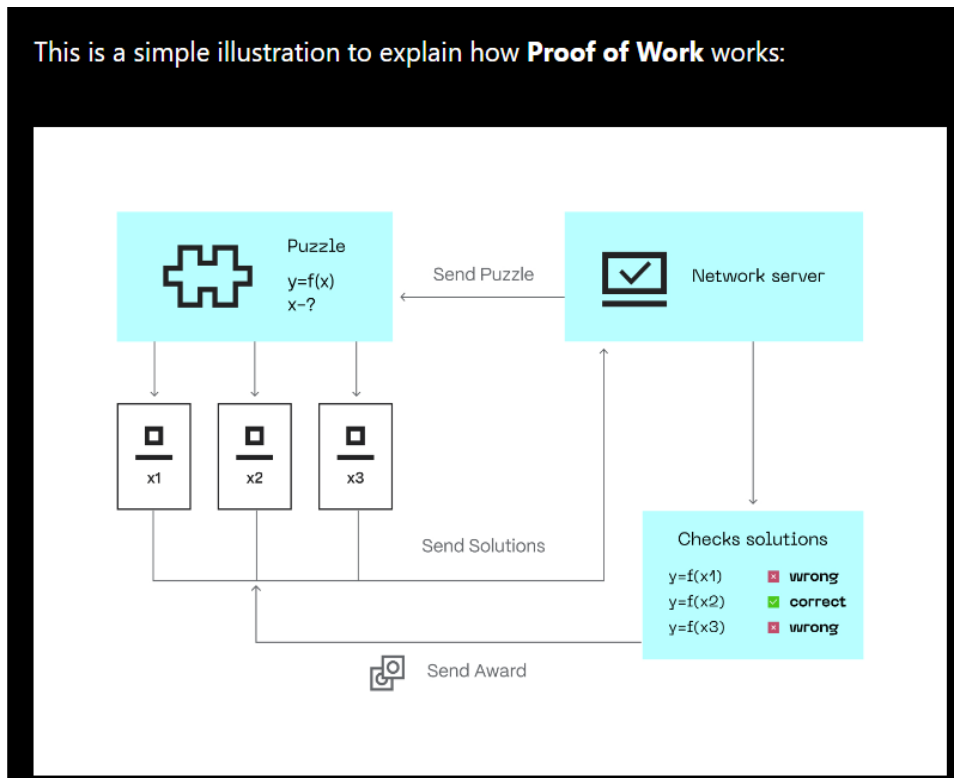 This is a simple illustration to explain how Proof of Work works:
Puzzle
y=f(x)
x-?
Send Puzzle
Network server
x1
x2
x3
Send Solutions
Checks solutions
y=f(x1) wrong
y=f(x2) correct
y=f(x3) wrong
Send Award